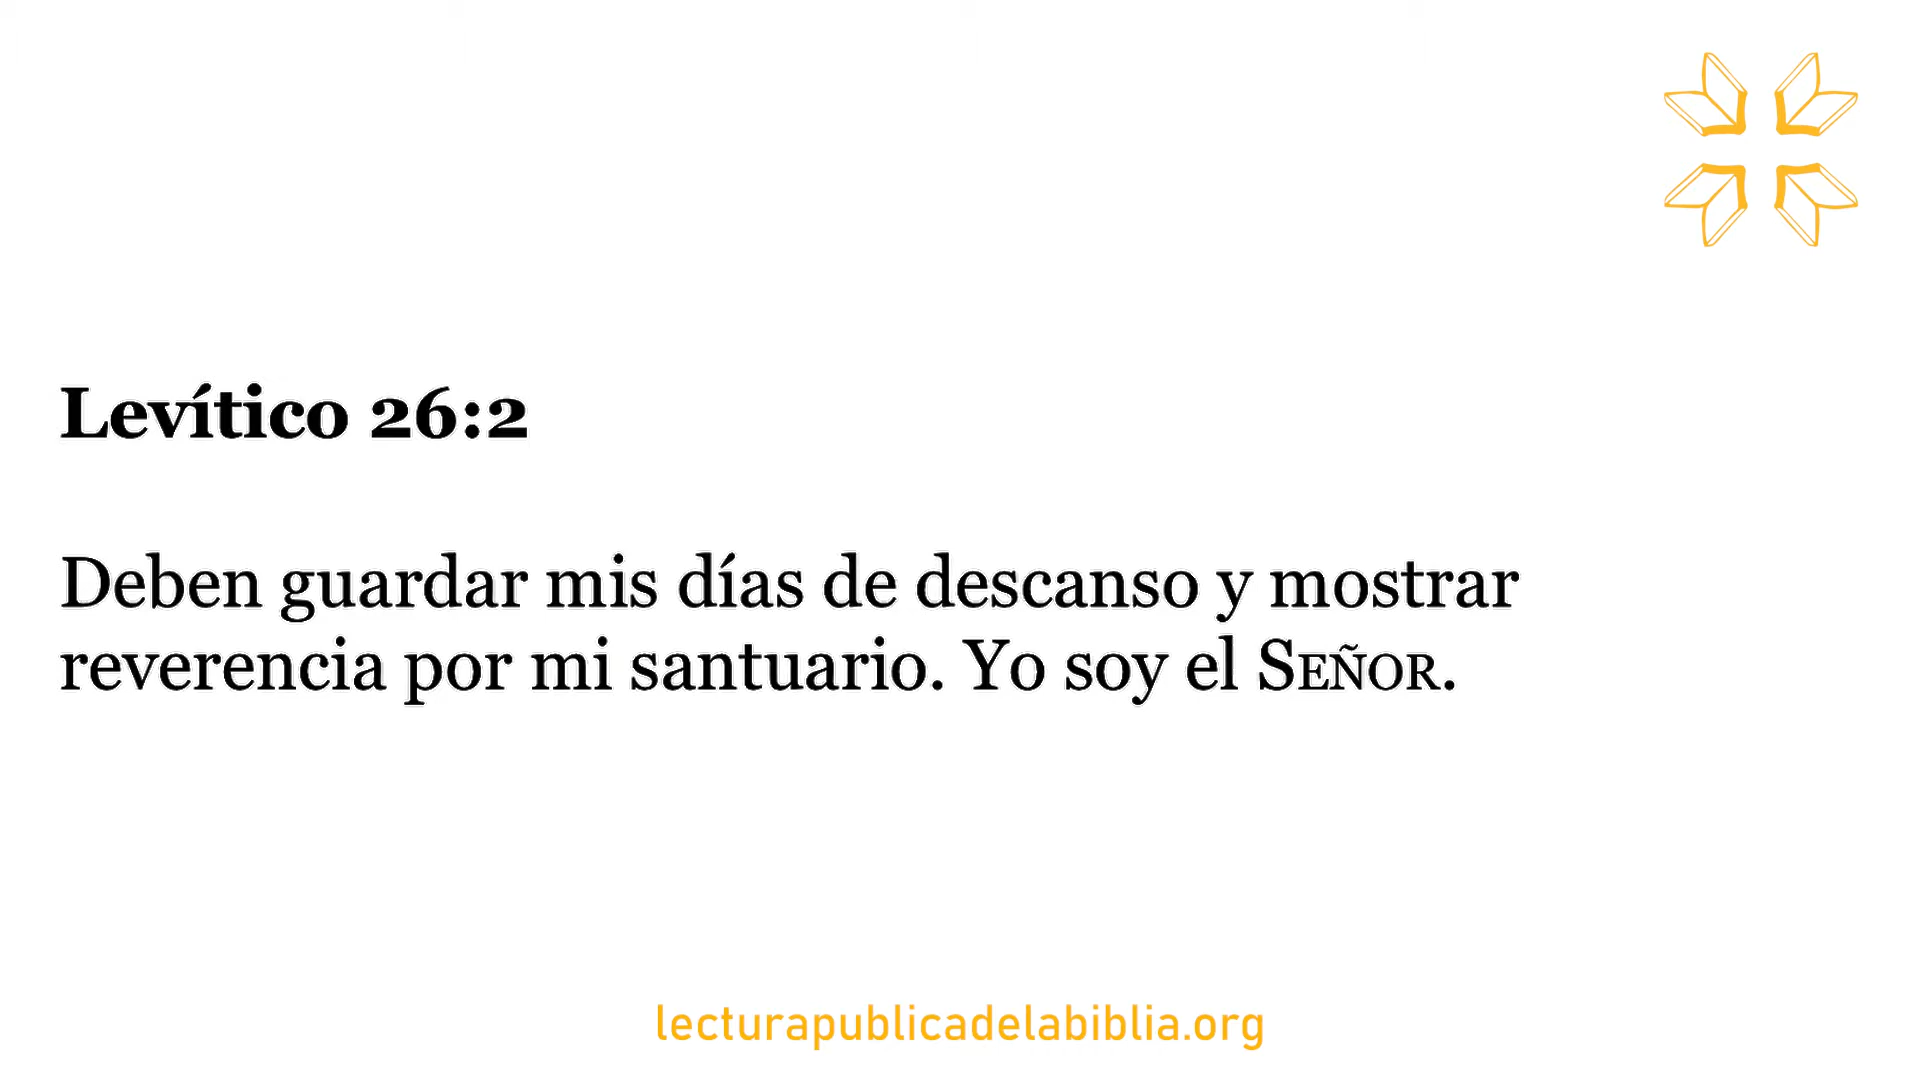 Levítico 26:2
Deben guardar mis días de descanso y mostrar
reverencia por mi santuario. Yo soy el SEÑOR.
lecturapublicadelabiblia.org